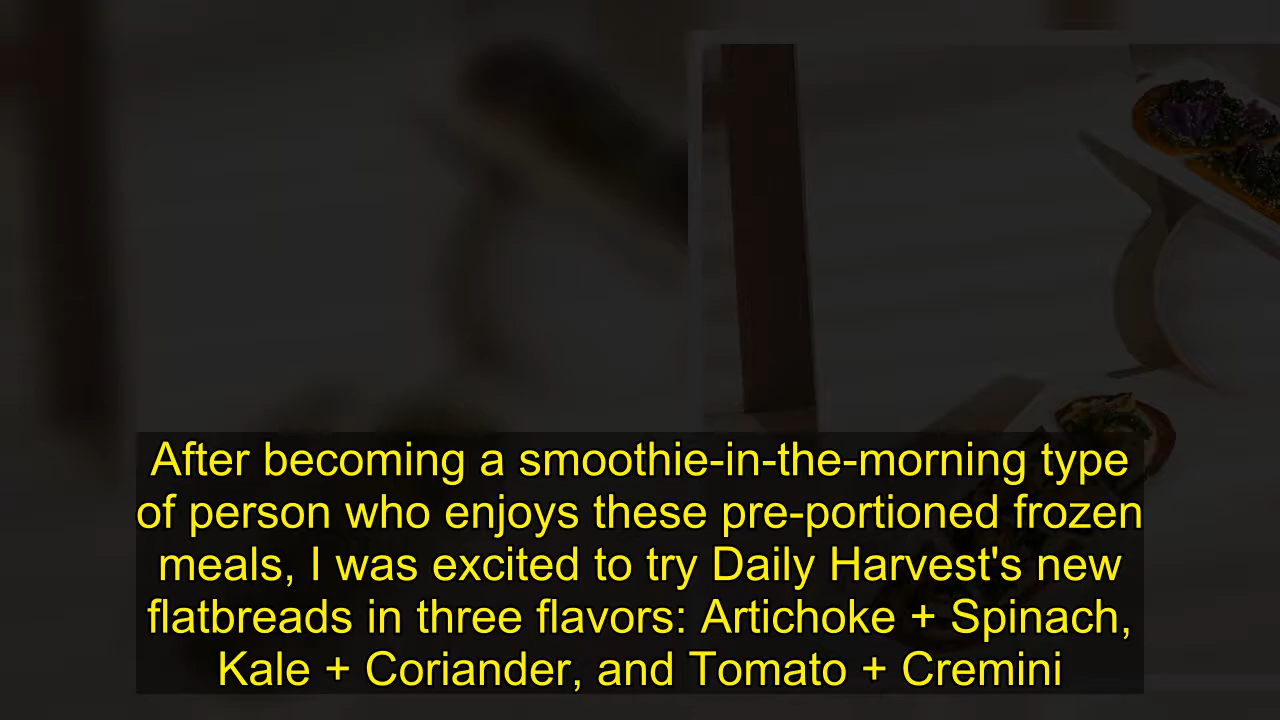 After becoming a smoothie-in-the-morning type
of person who enjoys these pre-portioned frozen
meals, I was excited to try Daily Harvest's new
flatbreads in three flavors: Artichoke + Spinach,
Kale + Coriander, and Tomato + Cremini